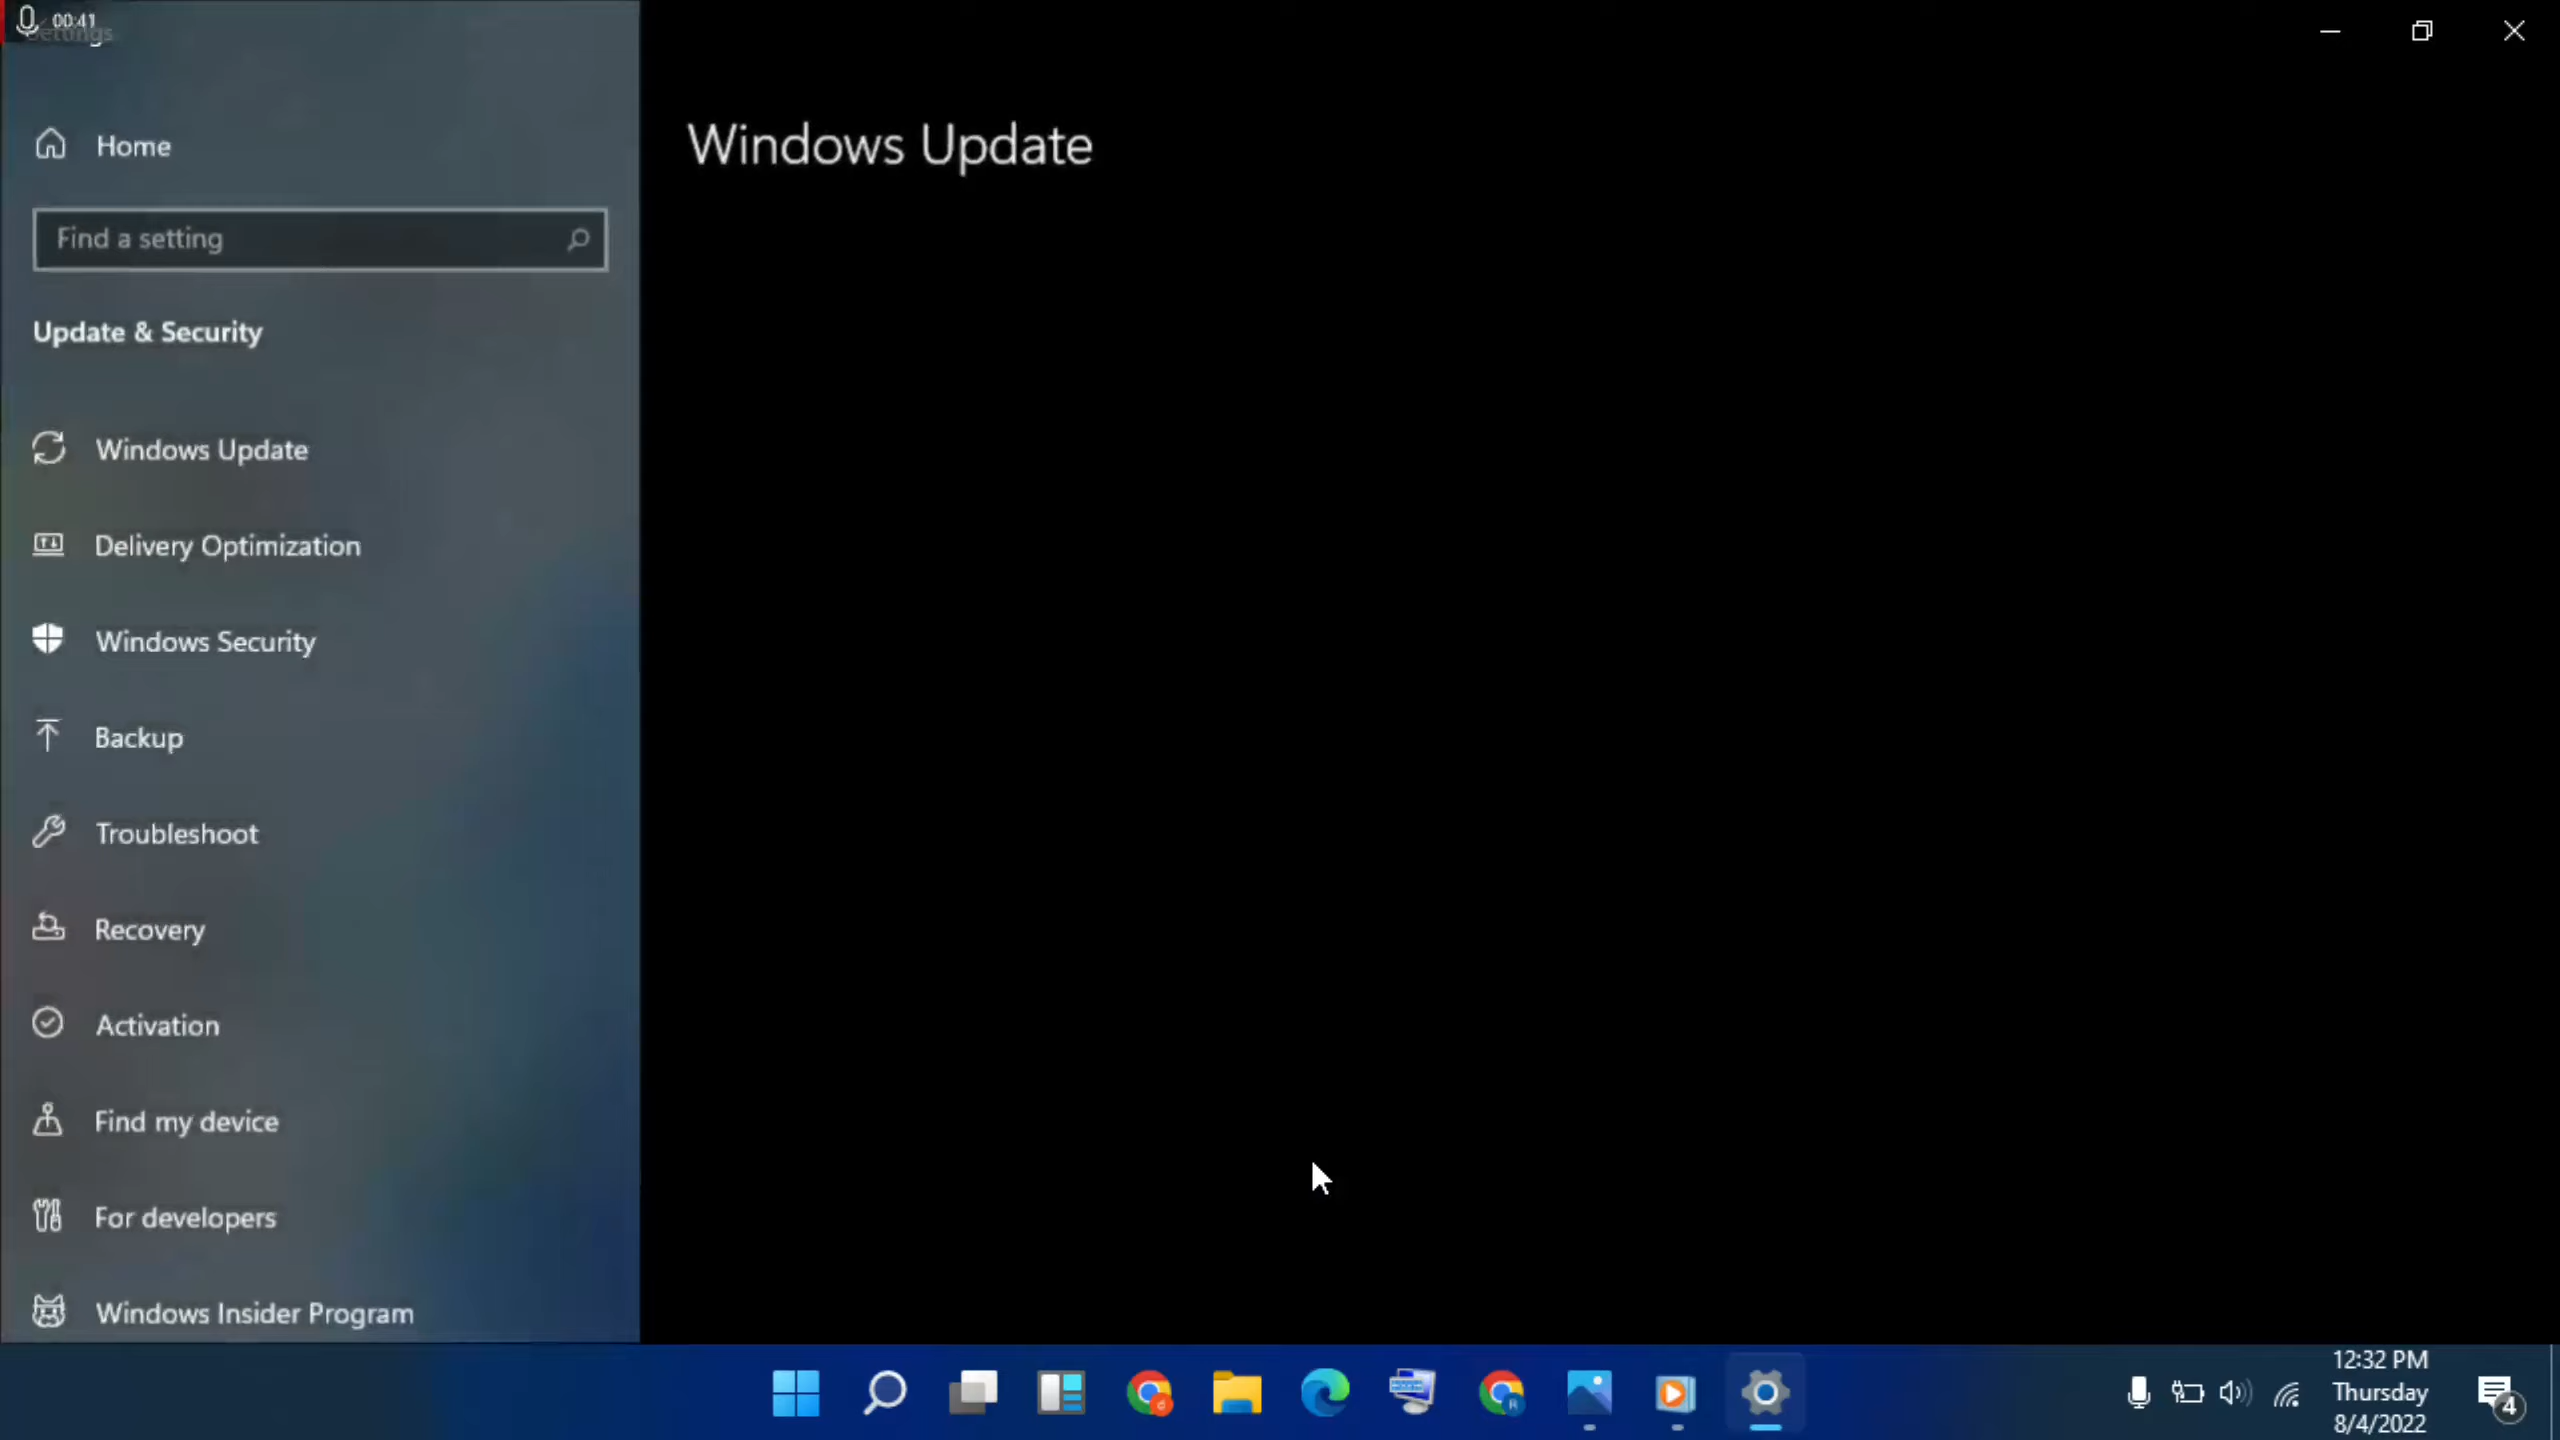 00:41
Settings
Home
Find a setting
Update & Security
Windows Update
Delivery Optimization
Windows Security
Backup
Troubleshoot
Recovery
Activation
Find my device
For developers
Windows Insider Program
Windows Update
12:32 PM
Thursday
8/4/2022
4